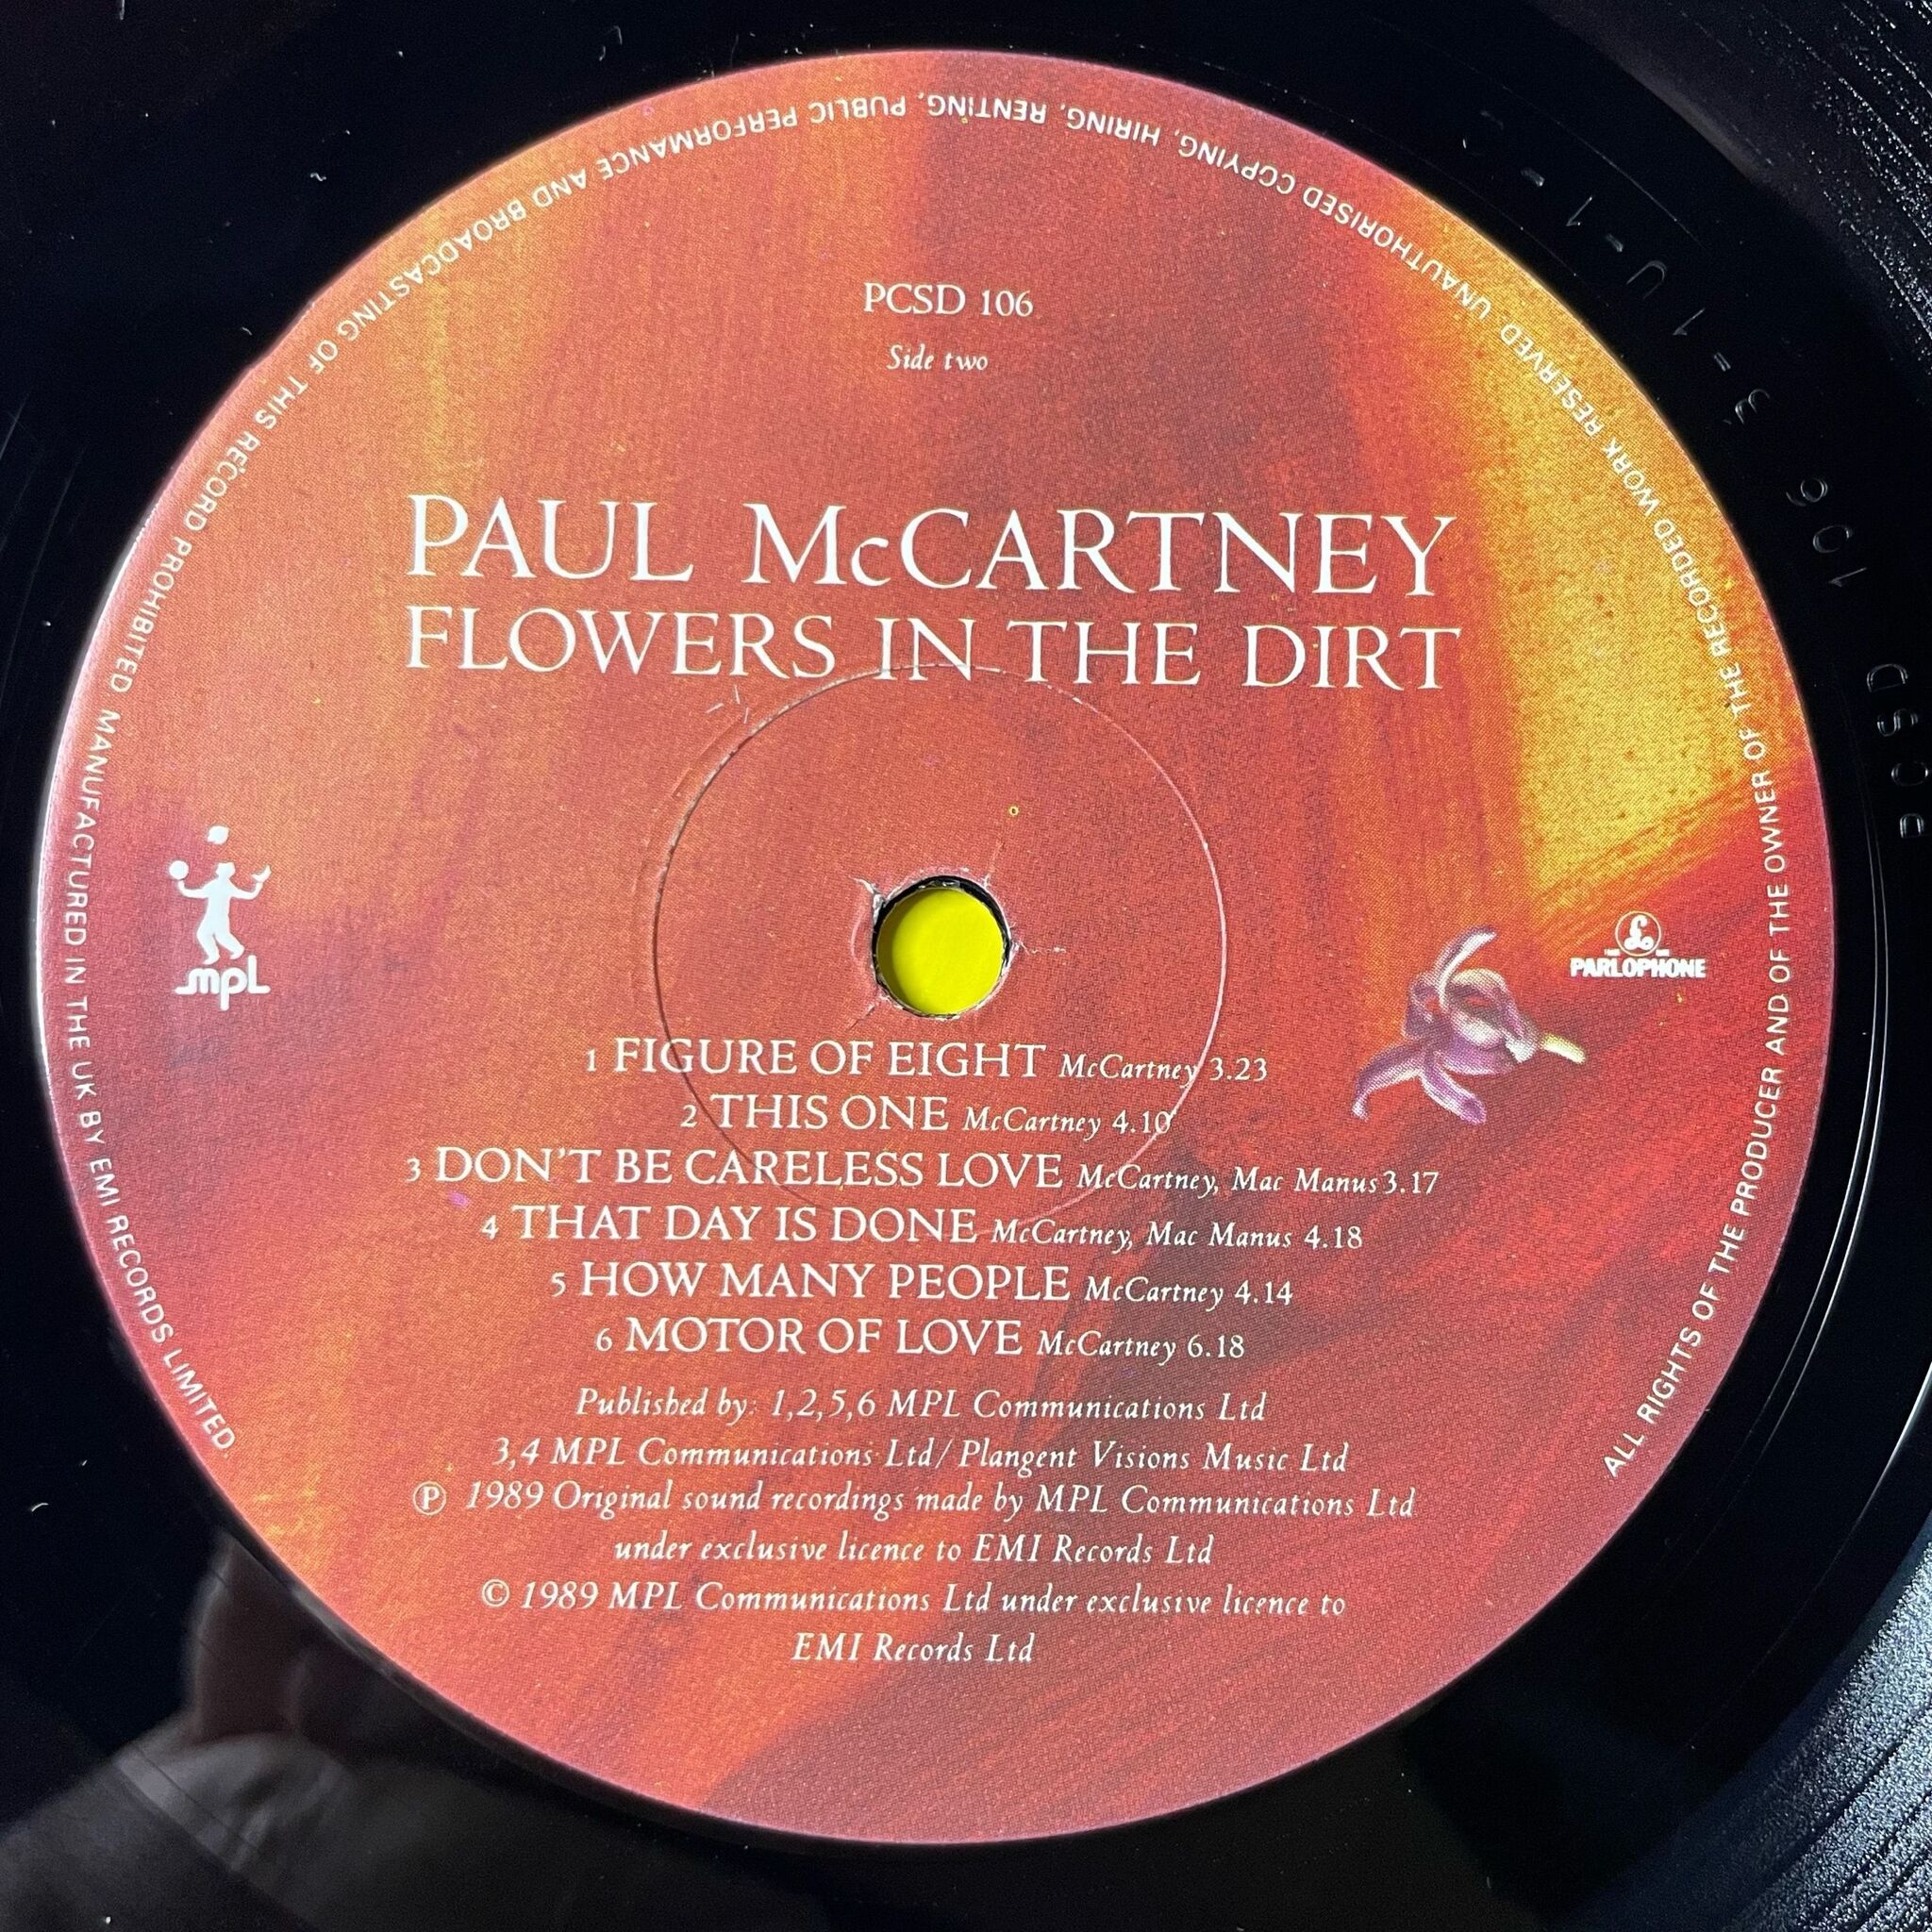 PCSD 106
Side two
PAUL McCARTNEY
FLOWERS IN THE DIRT
mpL
PARLOPHONE
1 FIGURE OF EIGHT McCartney 3.23
2 THIS ONE McCartney 4.10
3 DON'T BE CARELESS LOVE McCartney, Mac Manus 3.17
4 THAT DAY IS DONE McCartney, Mac Manus 4.18
5 HOW MANY PEOPLE McCartney 4.14
6 MOTOR OF LOVE McCartney 6.18
Published by: 1,2,5,6 MPL Communications Ltd
3,4 MPL Communications Ltd/Plangent Visions Music Ltd
Ⓟ 1989 Original sound recordings made by MPL Communications Ltd
under exclusive licence to EMI Records Ltd
© 1989 MPL Communications Ltd under exclusive licence to
EMI Records Ltd
ALL RIGHTS OF THE PRODUCER AND OF THE OWNER OF THE RECORDED WORK RESERVED. UNAUTHORISED COPYING, HIRING, RENTING, PUBLIC PERFORMANCE AND BROADCASTING OF THIS RECORD PROHIBITED. MANUFACTURED IN THE UK BY EMI RECORDS LIMITED.